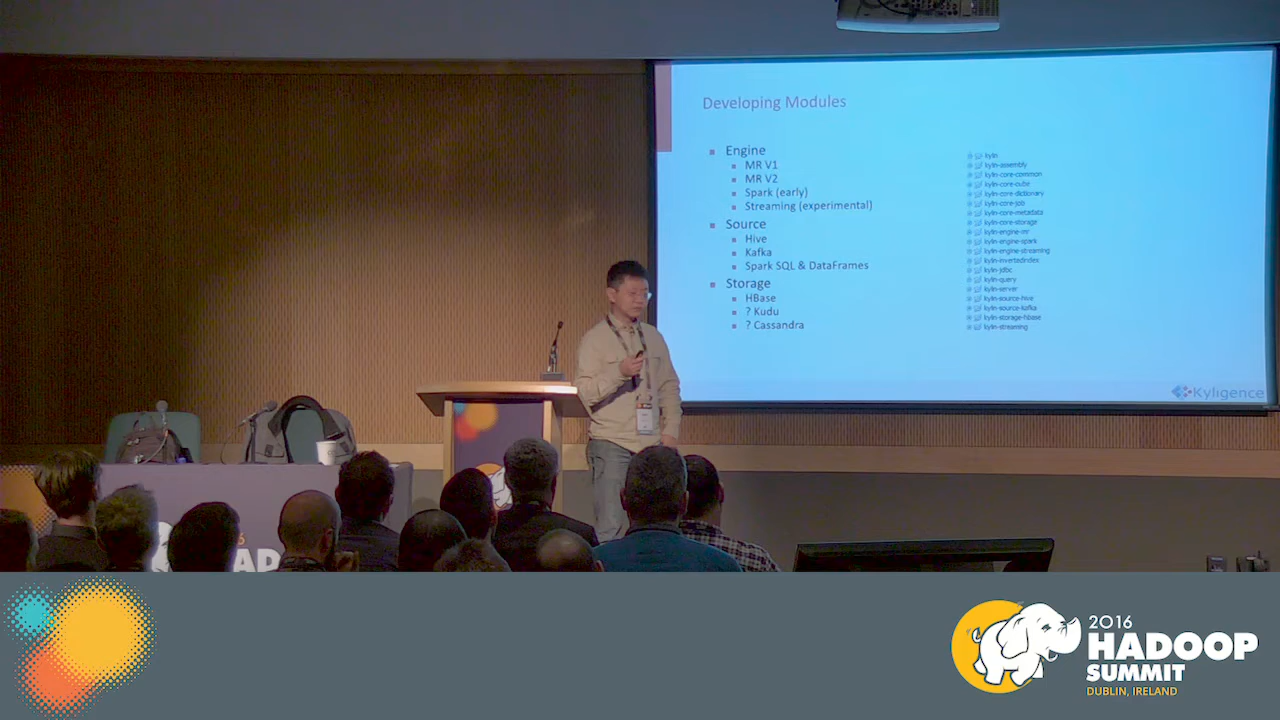 Developing Modules
Engine
MR V1
MR V2
Spark (early)
Streaming (experimental)
Source
Hive
Kafka
Spark SQL & DataFrames
Storage
HBase
? Kudu
? Cassandra
kylin
kylin-assembly
kylin-core-common
kylin-core-cube
kylin-core-dictionary
kylin-core-job
kylin-core-metadata
kylin-core-storage
kylin-engine-mr
kylin-engine-spark
kylin-engine-streaming
kylin-invertedindex
kylin-jdbc
kylin-query
kylin-server
kylin-source-hive
kylin-source-kafka
kylin-storage-hbase
kylin-streaming
Kyligence
2016
HADOOP
SUMMIT
DUBLIN, IRELAND